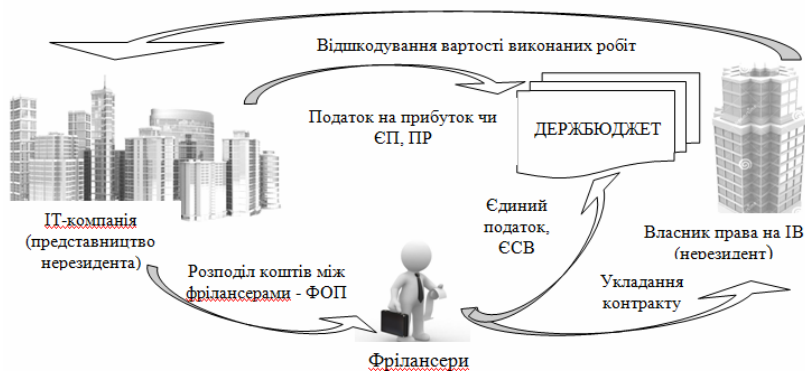 Відшкодування вартості виконаних робіт
Податок на прибуток чи
ЄП, ПР
ДЕРЖБЮДЖЕТ
ІТ-компанія
(представництво
нерезидента)
Єдиний
податок,
ЄСВ
Власник права на ІВ
(нерезидент)
Розподіл коштів між
фрілансерами - ФОП
Укладання
контракту
Фрілансери